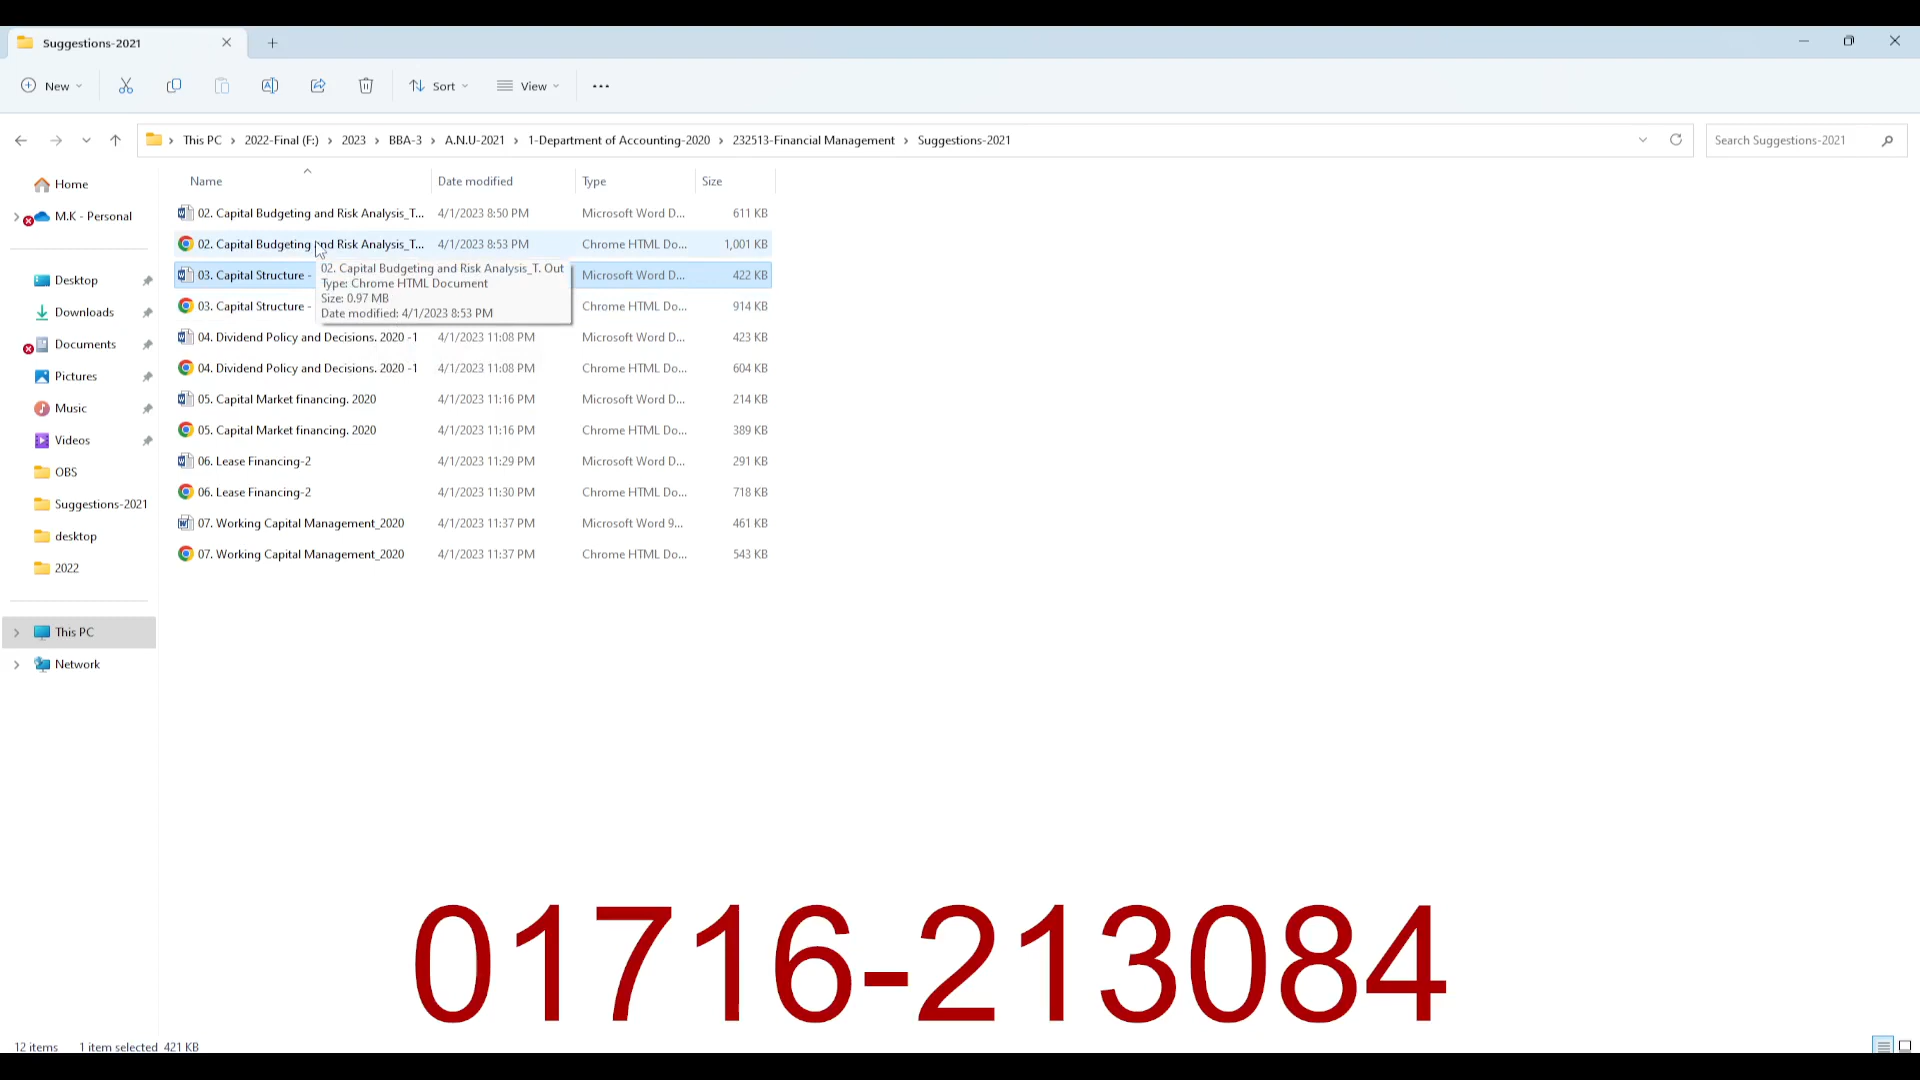 Suggestions-2021
New
Sort
View
This PC > 2022-Final (F:) > 2023 > BBA-3 > A.N.U-2021 > 1-Department of Accounting-2020 > 232513-Financial Management > Suggestions-2021
Search Suggestions-2021
Home
M.K - Personal
Desktop
Downloads
Documents
Pictures
Music
Videos
OBS
Suggestions-2021
desktop
2022
This PC
Network
Name Date modified Type Size
02. Capital Budgeting and Risk Analysis_T... 4/1/2023 8:50 PM Microsoft Word D... 611 KB
02. Capital Budgeting and Risk Analysis_T... 4/1/2023 8:53 PM Chrome HTML Do... 1,001 KB
03. Capital Structure - Microsoft Word D... 422 KB
03. Capital Structure - Chrome HTML Do... 914 KB
02. Capital Budgeting and Risk Analysis_T. Out
Type: Chrome HTML Document
Size: 0.97 MB
Date modified: 4/1/2023 8:53 PM
04. Dividend Policy and Decisions. 2020 -1 4/1/2023 11:08 PM Microsoft Word D... 423 KB
04. Dividend Policy and Decisions. 2020 -1 4/1/2023 11:08 PM Chrome HTML Do... 604 KB
05. Capital Market financing. 2020 4/1/2023 11:16 PM Microsoft Word D... 214 KB
05. Capital Market financing. 2020 4/1/2023 11:16 PM Chrome HTML Do... 389 KB
06. Lease Financing-2 4/1/2023 11:29 PM Microsoft Word D... 291 KB
06. Lease Financing-2 4/1/2023 11:30 PM Chrome HTML Do... 718 KB
07. Working Capital Management_2020 4/1/2023 11:37 PM Microsoft Word 9... 461 KB
07. Working Capital Management_2020 4/1/2023 11:37 PM Chrome HTML Do... 543 KB
01716-213084
12 items 1 item selected 421 KB